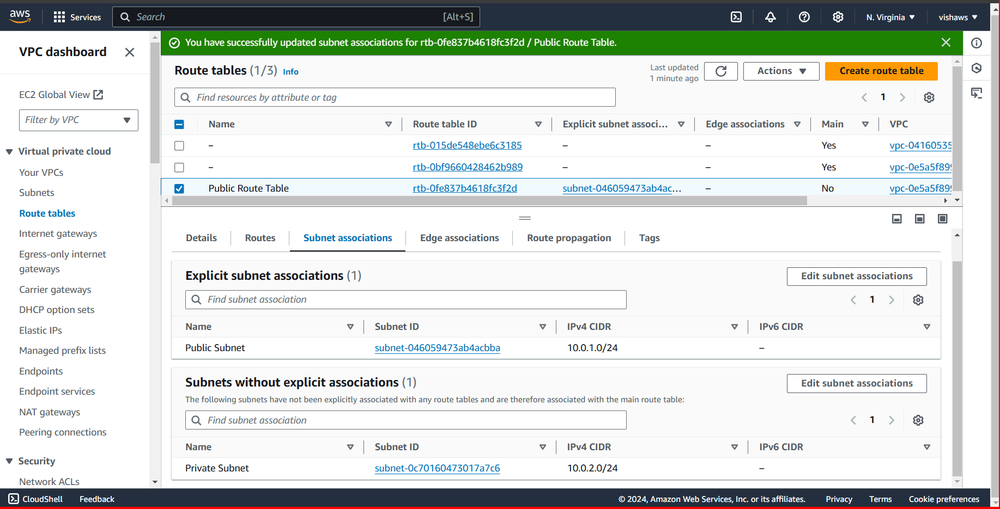 aws
Services
Search
[Alt+S]
N. Virginia
vishaws
VPC dashboard
EC2 Global View
Filter by VPC
Virtual private cloud
Your VPCs
Subnets
Route tables
Internet gateways
Egress-only internet
gateways
Carrier gateways
DHCP option sets
Elastic IPs
Managed prefix lists
Endpoints
Endpoint services
NAT gateways
Peering connections
Security
Network ACLs
You have successfully updated subnet associations for rtb-0fe837b4618fc3f2d / Public Route Table.
Route tables (1/3) Info
Last updated
1 minute ago
Actions
Create route table
Find resources by attribute or tag
1
Name Route table ID Explicit subnet associ... Edge associations Main VPC
– rtb-015de548ebe6c3185 – – Yes vpc-04160535
– rtb-0bf9660428462b989 – – Yes vpc-0e5a5f899
Public Route Table rtb-0fe837b4618fc3f2d subnet-046059473ab4ac... – No vpc-0e5a5f899
Details Routes Subnet associations Edge associations Route propagation Tags
Explicit subnet associations (1)
Edit subnet associations
Find subnet association
1
Name Subnet ID IPv4 CIDR IPv6 CIDR
Public Subnet subnet-046059473ab4acbba 10.0.1.0/24 –
Subnets without explicit associations (1)
Edit subnet associations
The following subnets have not been explicitly associated with any route tables and are therefore associated with the main route table:
Find subnet association
1
Name Subnet ID IPv4 CIDR IPv6 CIDR
Private Subnet subnet-0c70160473017a7c6 10.0.2.0/24 –
CloudShell Feedback © 2024, Amazon Web Services, Inc. or its affiliates. Privacy Terms Cookie preferences